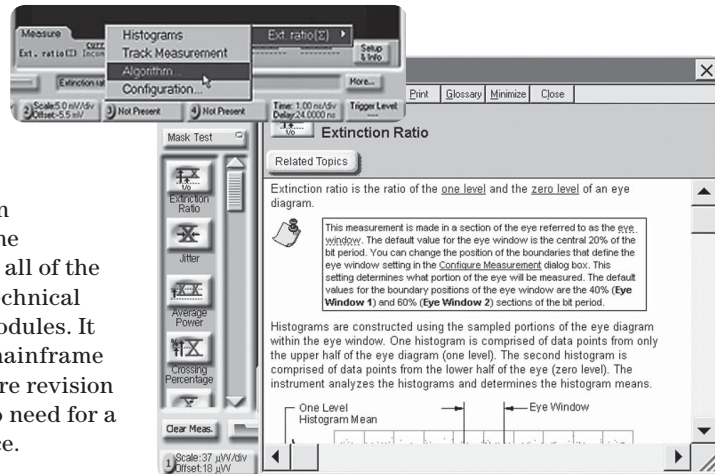 Measure
Histograms
Track Measurement
Algorithm...
Configuration...
Ext. ratio(Σ)
Setup & Info
Ext. ratio(Σ)
More...
2) Scale:5.0 mV/div
Offset:-5.5 mV
3) Not Present
4) Not Present
Time: 1.00 ns/div
Delay:24.0000 ns
Trigger Level:
Print Glossary Minimize Close
Mask Test
Extinction Ratio
Related Topics
Extinction
Ratio
Jitter
Average
Power
Crossing
Percentage
Clear Meas.
1) Scale:37 µW/div
Offset:18 µW
Extinction ratio is the ratio of the one level and the zero level of an eye
diagram.
This measurement is made in a section of the eye referred to as the eye
window. The default value for the eye window is the central 20% of the
bit period. You can change the position of the boundaries that define the
eye window setting in the Configure Measurement dialog box. This
setting determines what portion of the eye will be measured. The default
values for the boundary positions of the eye window are the 40% (Eye
Window 1) and 60% (Eye Window 2) sections of the bit period.
Histograms are constructed using the sampled portions of the eye diagram
within the eye window. One histogram is comprised of data points from only
the upper half of the eye diagram (one level). The second histogram is
comprised of data points from the lower half of the eye (zero level). The
instrument analyzes the histograms and determines the histogram means.
One Level
Histogram Mean
Eye Window
all of the
echnical
odules. It
mainframe
re revision
need for a
ce.